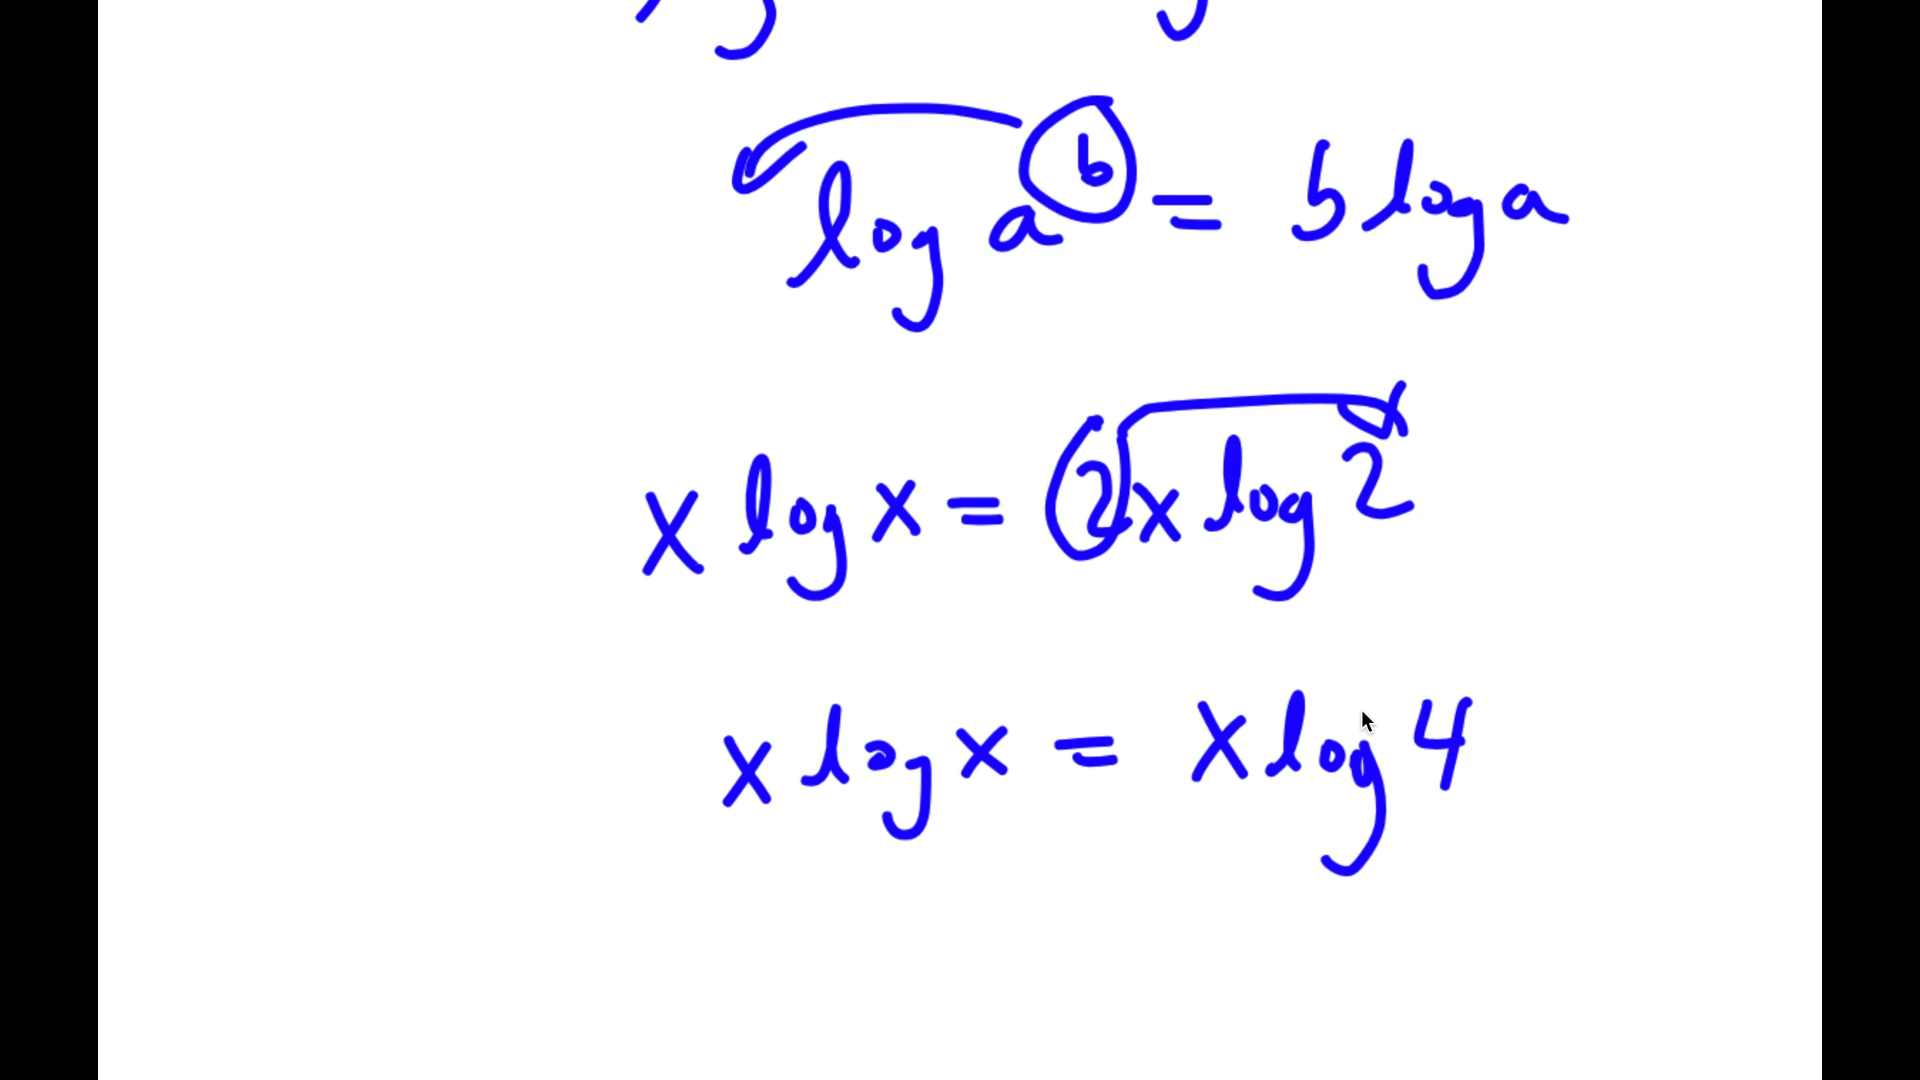 log a^b = b log a
x log x = 2x log 2
x log x = x log 4